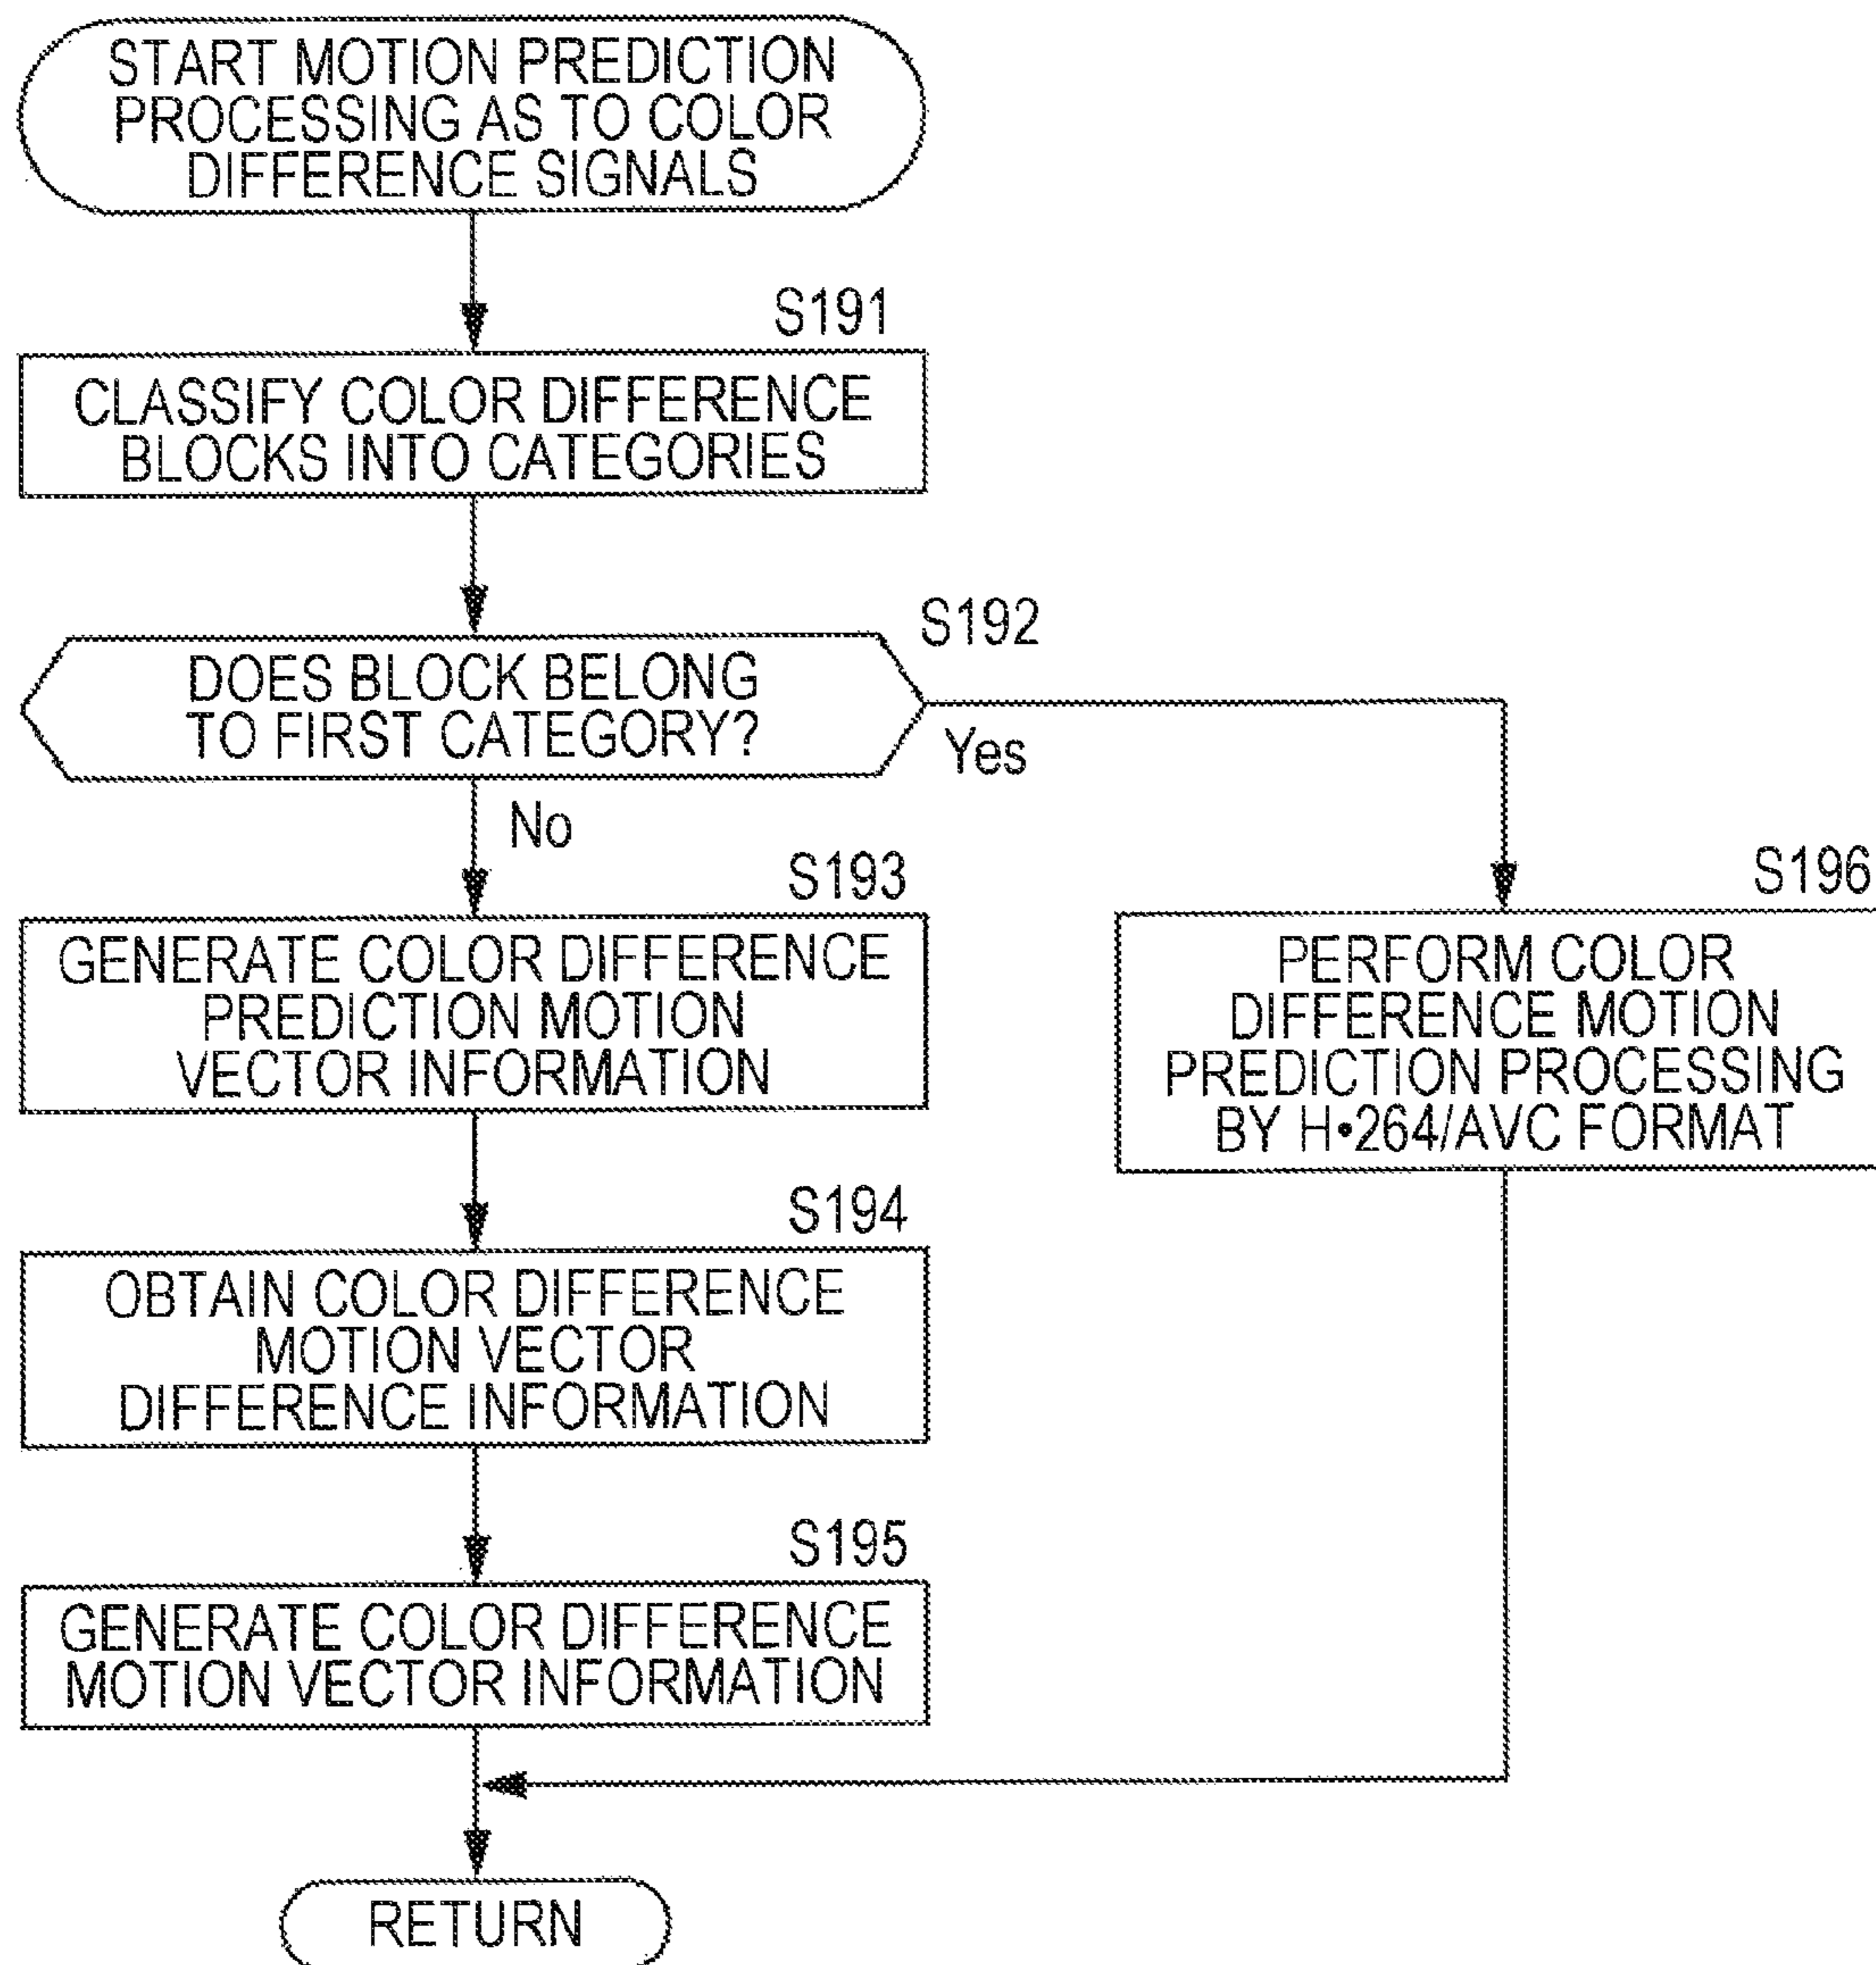 START MOTION PREDICTION
PROCESSING AS TO COLOR
DIFFERENCE SIGNALS
S191
CLASSIFY COLOR DIFFERENCE
BLOCKS INTO CATEGORIES
S192
DOES BLOCK BELONG
TO FIRST CATEGORY?
Yes
No
S193
GENERATE COLOR DIFFERENCE
PREDICTION MOTION
VECTOR INFORMATION
S196
PERFORM COLOR
DIFFERENCE MOTION
PREDICTION PROCESSING
BY H•264/AVC FORMAT
S194
OBTAIN COLOR DIFFERENCE
MOTION VECTOR
DIFFERENCE INFORMATION
S195
GENERATE COLOR DIFFERENCE
MOTION VECTOR INFORMATION
RETURN